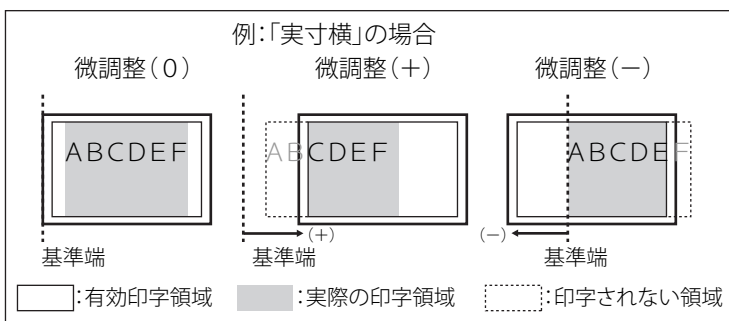 例：「実寸横」の場合
微調整（０） 微調整（＋） 微調整（－）
ABCDEF ABCDEF ABCDEF
(＋) (－)
基準端 基準端 基準端
：有効印字領域 ：実際の印字領域 ：印字されない領域